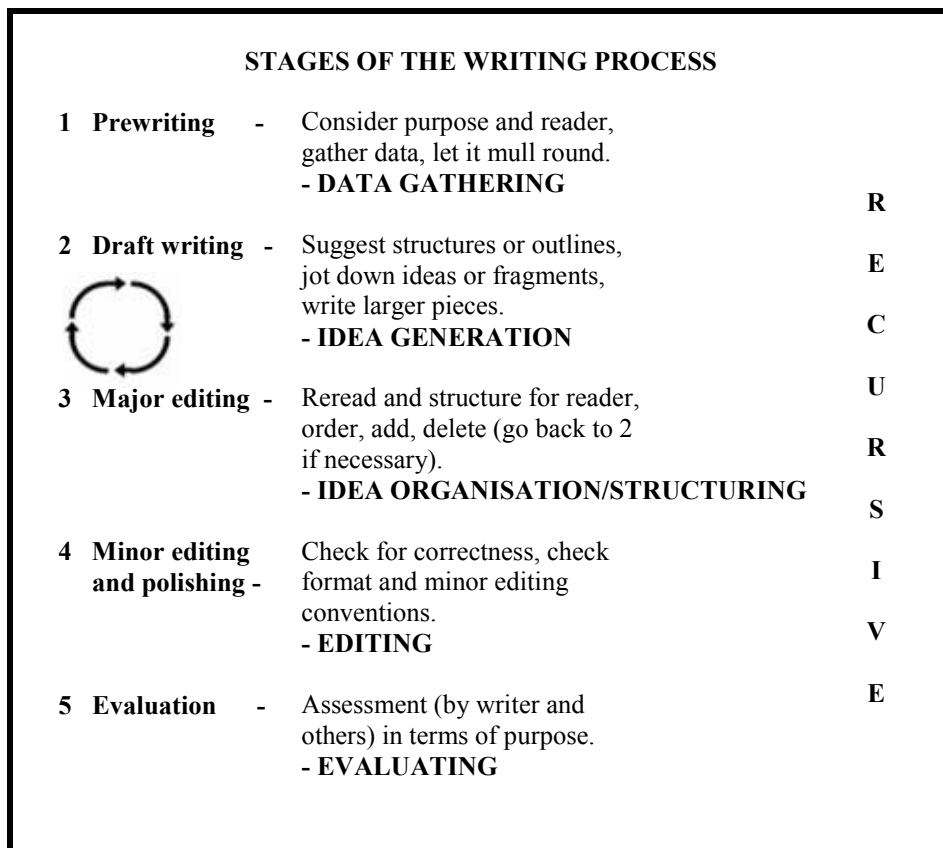 STAGES OF THE WRITING PROCESS
1 Prewriting - Consider purpose and reader,
gather data, let it mull round.
- DATA GATHERING
2 Draft writing - Suggest structures or outlines,
jot down ideas or fragments,
write larger pieces.
- IDEA GENERATION
3 Major editing - Reread and structure for reader,
order, add, delete (go back to 2
if necessary).
- IDEA ORGANISATION/STRUCTURING
4 Minor editing Check for correctness, check
and polishing - format and minor editing
conventions.
- EDITING
5 Evaluation - Assessment (by writer and
others) in terms of purpose.
- EVALUATING
R
E
C
U
R
S
I
V
E